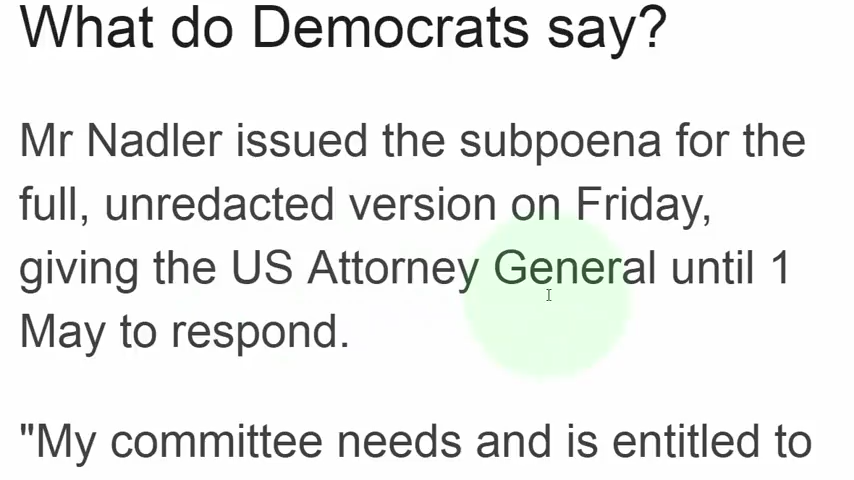 What do Democrats say?
Mr Nadler issued the subpoena for the
full, unredacted version on Friday,
giving the US Attorney General until 1
May to respond.
"My committee needs and is entitled to